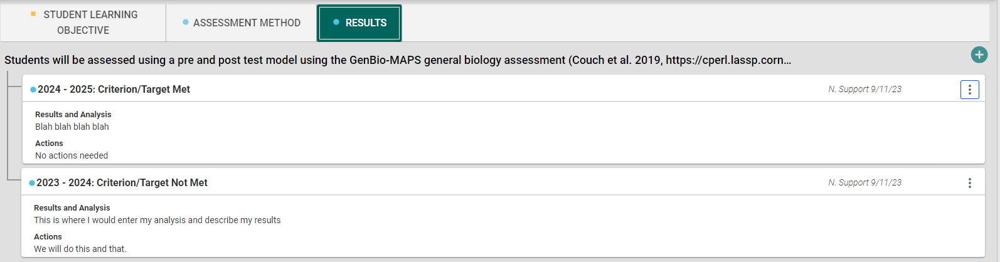 STUDENT LEARNING
OBJECTIVE
ASSESSMENT METHOD
RESULTS
Students will be assessed using a pre and post test model using the GenBio-MAPS general biology assessment (Couch et al. 2019, https://cperl.lassp.corn...
2024 - 2025: Criterion/Target Met
N. Support 9/11/23
Results and Analysis
Blah blah blah blah
Actions
No actions needed
2023 - 2024: Criterion/Target Not Met
N. Support 9/11/23
Results and Analysis
This is where I would enter my analysis and describe my results
Actions
We will do this and that.